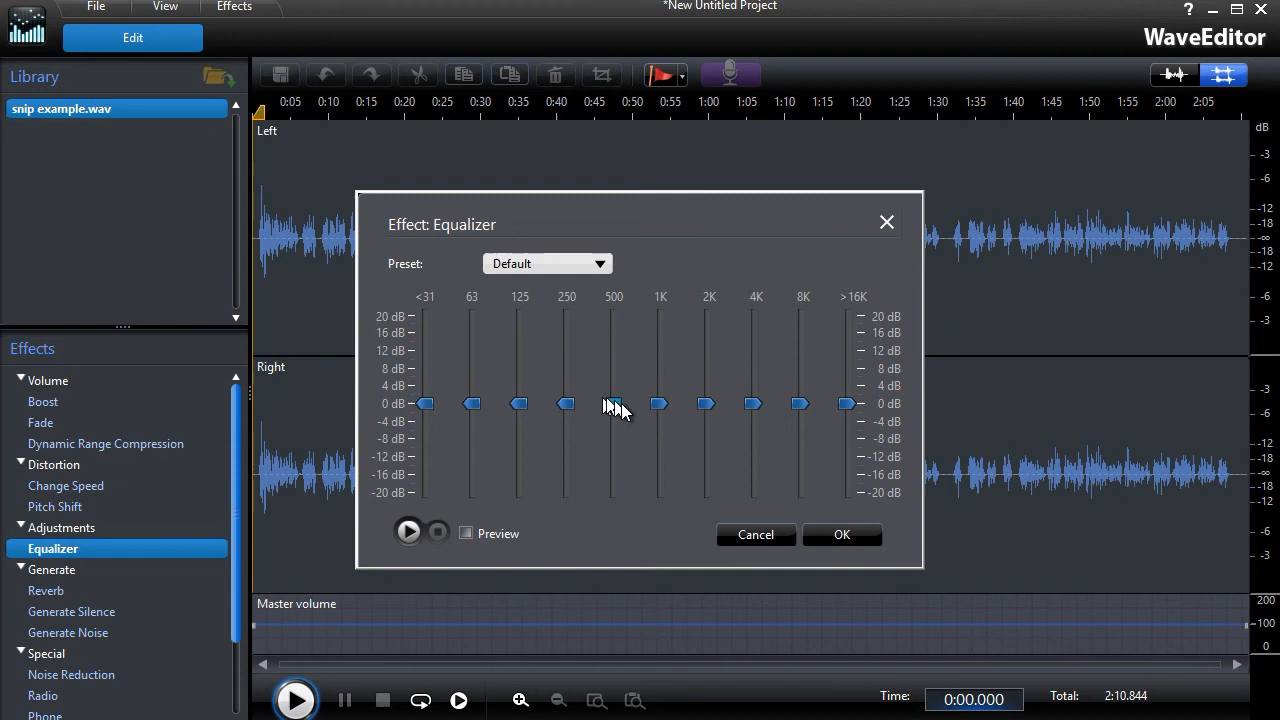 File View Effects
*New Untitled Project
?
Edit
WaveEditor
Library
snip example.wav
0:05 0:10 0:15 0:20 0:25 0:30 0:35 0:40 0:45 0:50 0:55 1:00 1:05 1:10 1:15 1:20 1:25 1:30 1:35 1:40 1:45 1:50 1:55 2:00 2:05
Left
dB
-3
-6
-12
-18
-∞
-18
-12
-6
-3
Effect: Equalizer
Preset: Default
<31 63 125 250 500 1K 2K 4K 8K >16K
20 dB 20 dB
16 dB 16 dB
12 dB 12 dB
8 dB 8 dB
4 dB 4 dB
0 dB 0 dB
-4 dB -4 dB
-8 dB -8 dB
-12 dB -12 dB
-16 dB -16 dB
-20 dB -20 dB
Preview
Cancel OK
Effects
Volume
Boost
Fade
Dynamic Range Compression
Distortion
Change Speed
Pitch Shift
Adjustments
Equalizer
Generate
Reverb
Generate Silence
Generate Noise
Special
Noise Reduction
Radio
Phone
Right
-3
-6
-12
-18
-∞
-18
-12
-6
-3
Master volume
200
100
0
Time: 0:00.000 Total: 2:10.844